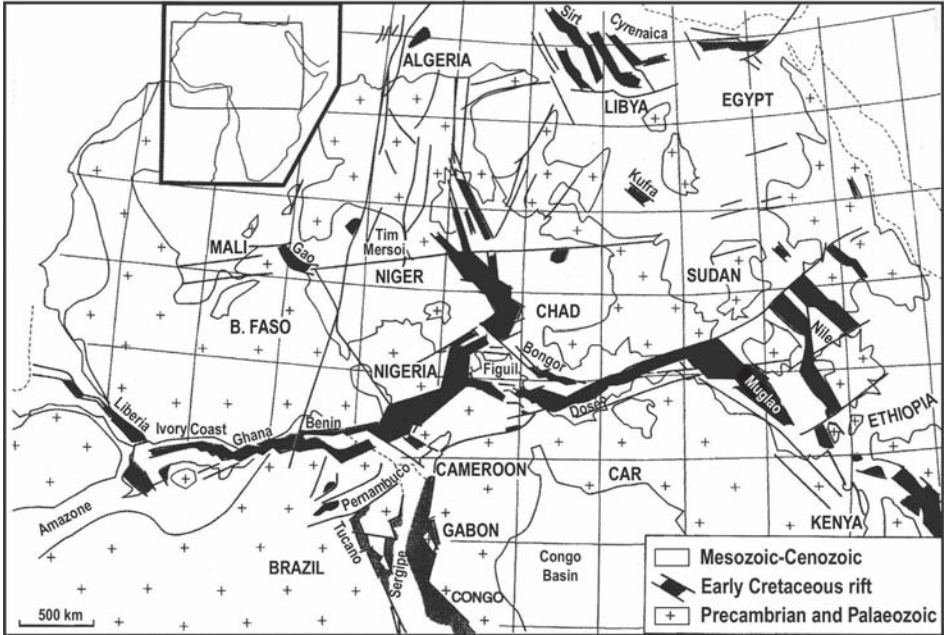 Sirt
Cyrenaica
ALGERIA
LIBYA
EGYPT
Kufra
MALI
Gao
Tim
Mersoi
NIGER
SUDAN
CHAD
B. FASO
Nile
Bongor
NIGERIA
Figuil
Muglao
Liberia
Doseo
ETHIOPIA
Ivory Coast
Ghana
Benin
CAMEROON
CAR
Pernambuco
Amazone
KENYA
Tucano
GABON
Sergipe
Congo
Basin
BRAZIL
CONGO
Mesozoic-Cenozoic
Early Cretaceous rift
Precambrian and Palaeozoic
500 km